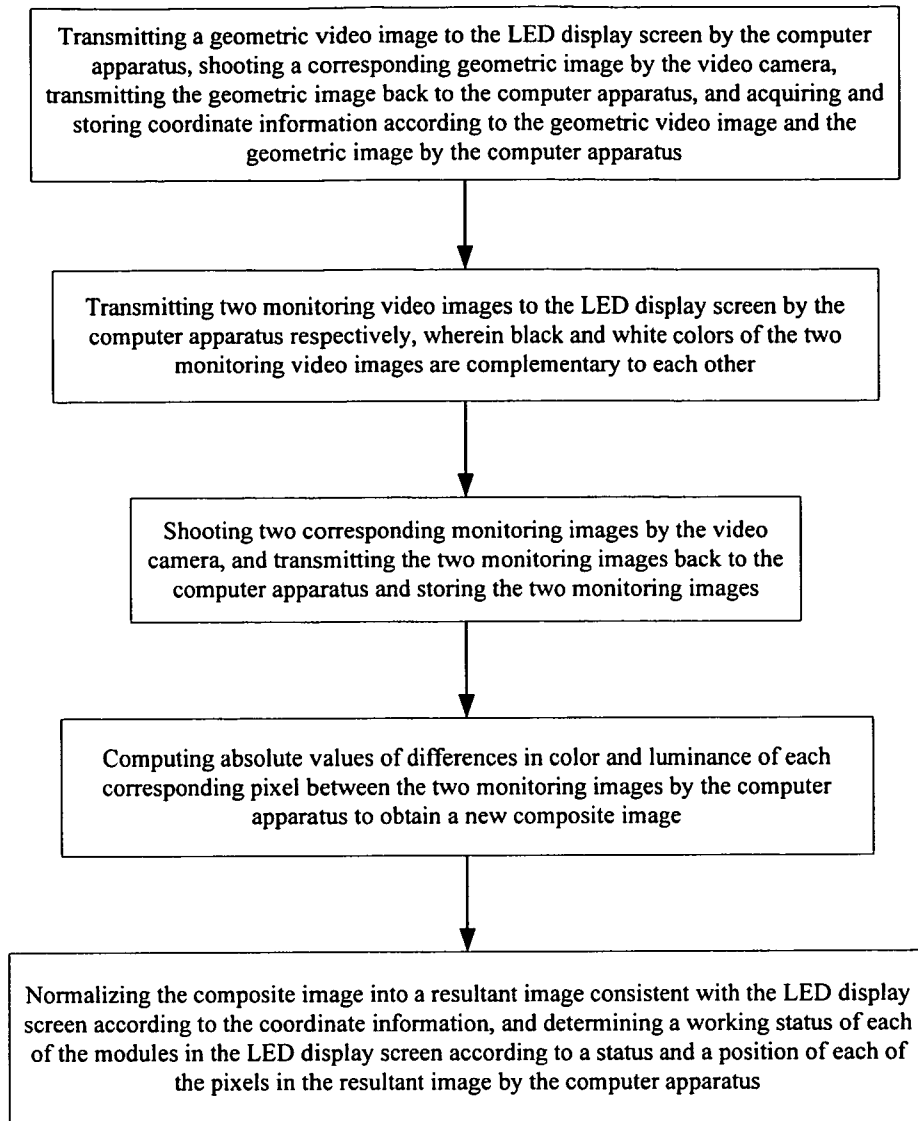 Transmitting a geometric video image to the LED display screen by the computer
apparatus, shooting a corresponding geometric image by the video camera,
transmitting the geometric image back to the computer apparatus, and acquiring and
storing coordinate information according to the geometric video image and the
geometric image by the computer apparatus
Transmitting two monitoring video images to the LED display screen by the
computer apparatus respectively, wherein black and white colors of the two
monitoring video images are complementary to each other
Shooting two corresponding monitoring images by the video
camera, and transmitting the two monitoring images back to the
computer apparatus and storing the two monitoring images
Computing absolute values of differences in color and luminance of each
corresponding pixel between the two monitoring images by the computer
apparatus to obtain a new composite image
Normalizing the composite image into a resultant image consistent with the LED display
screen according to the coordinate information, and determining a working status of each
of the modules in the LED display screen according to a status and a position of each of
the pixels in the resultant image by the computer apparatus